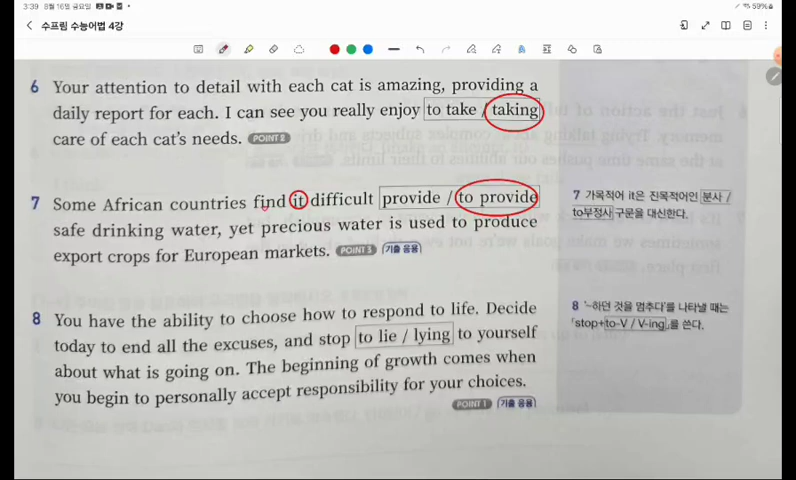 3:39 8월 16일 금요일
59%
수프림 수능어법 4강
6 Your attention to detail with each cat is amazing, providing a
daily report for each. I can see you really enjoy to take / taking
care of each cat's needs. POINT 2
7 Some African countries find it difficult provide / to provide
safe drinking water, yet precious water is used to produce
export crops for European markets. POINT 3 기출 응용
7 가목적어 it은 진목적어인 분사 /
to부정사 구문을 대신한다.
8 You have the ability to choose how to respond to life. Decide
today to end all the excuses, and stop to lie / lying to yourself
about what is going on. The beginning of growth comes when
you begin to personally accept responsibility for your choices.
POINT 1 기출 응용
8 '~하던 것을 멈추다'를 나타낼 때는
「stop+to-V / V-ing」를 쓴다.